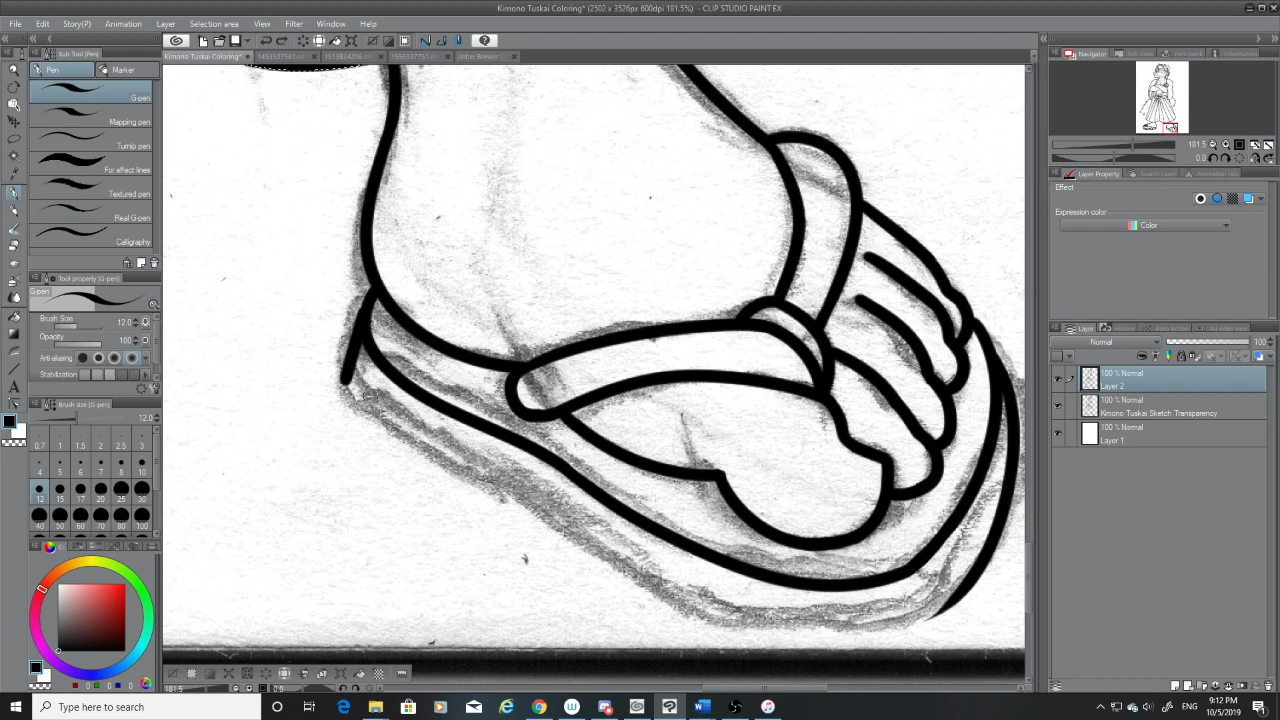 Kimono Tuskai Coloring* (2502 x 3526px 600dpi 181.5%) - CLIP STUDIO PAINT EX
File Edit Story(P) Animation Layer Selection area View Filter Window Help
Kimono Tuskai Coloring*
Sub Tool [Pen]
Pen Marker
G-pen
Mapping pen
Turnip pen
For effect lines
Textured pen
Real G-pen
Calligraphy
Tool property [G-pen]
G-pen
Brush Size 12.0
Opacity 100
Anti-aliasing
Stabilization
Brush size [G-pen]
12.0
0.7 1 1.5 2 2.5 3
4 5 6 7 8 10
12 15 17 20 25 30
40 50 60 70 80 100
181.5 0.0
Navigator
181.5
0.0
Layer Property
Effect
Expression color
Color
Layer
Normal 100
100 % Normal
Layer 2
100 % Normal
Kimono Tuskai Sketch Transparency
100 % Normal
Layer 1
Type here to search
ENG
9:12 PM
10/5/2019